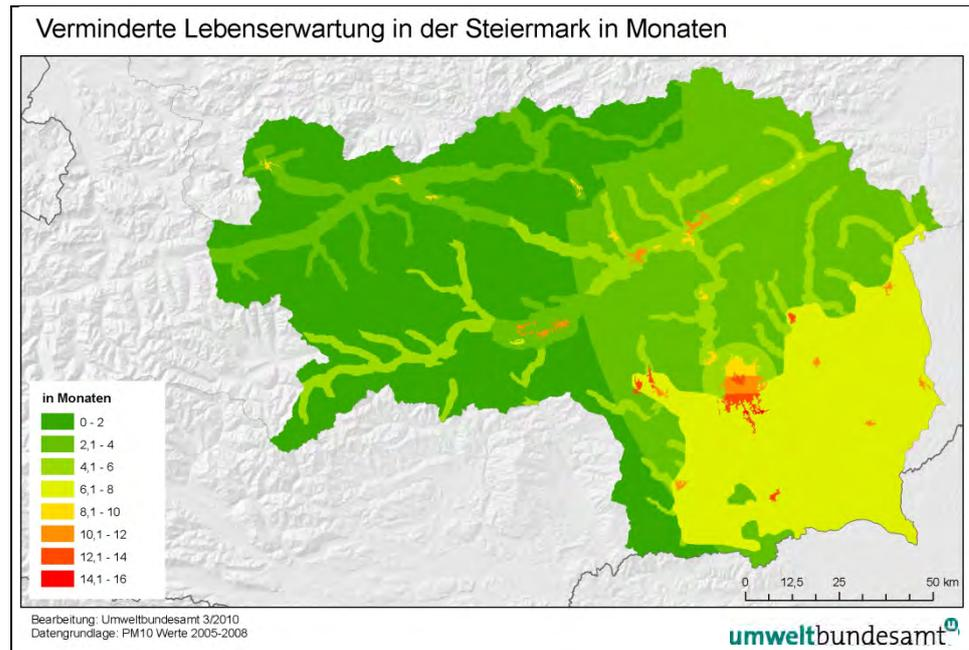 Verminderte Lebenserwartung in der Steiermark in Monaten
in Monaten
0 - 2
2,1 - 4
4,1 - 6
6,1 - 8
8,1 - 10
10,1 - 12
12,1 - 14
14,1 - 16
0 12,5 25 50 km
Bearbeitung: Umweltbundesamt 3/2010
Datengrundlage: PM10 Werte 2005-2008
umweltbundesamt u